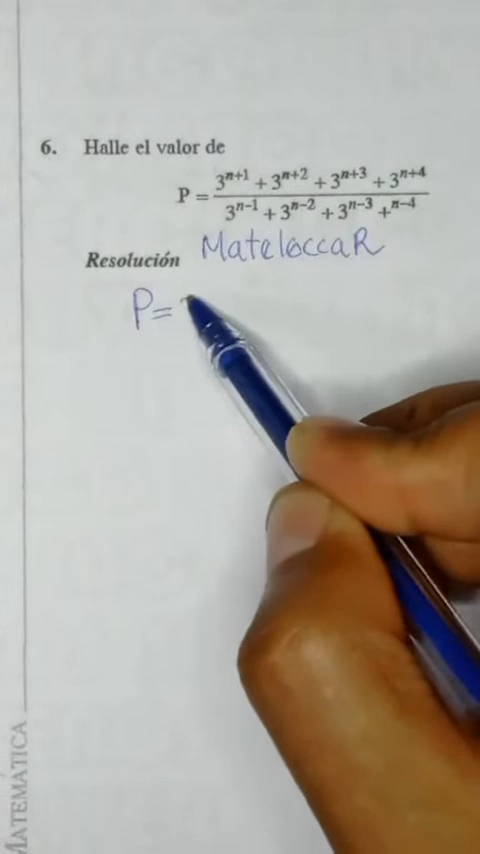 6. Halle el valor de
P = \frac{3^{n+1} + 3^{n+2} + 3^{n+3} + 3^{n+4}}{3^{n-1} + 3^{n-2} + 3^{n-3} +^{n-4}}
Resolución MateloccaR
P=
MATEMÁTICA